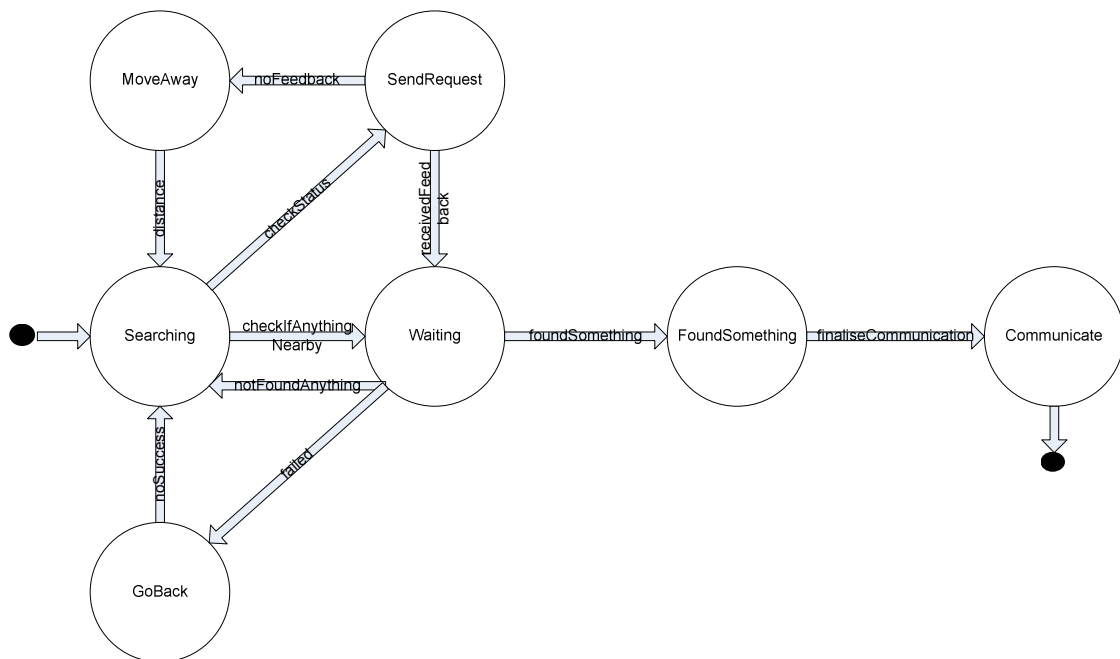 MoveAway
noFeedback
SendRequest
distance
checkStatus
receivedFeed
back
Searching
checkIfAnything
Nearby
Waiting
foundSomething
FoundSomething
finaliseCommunication
Communicate
notFoundAnything
noSuccess
failed
GoBack